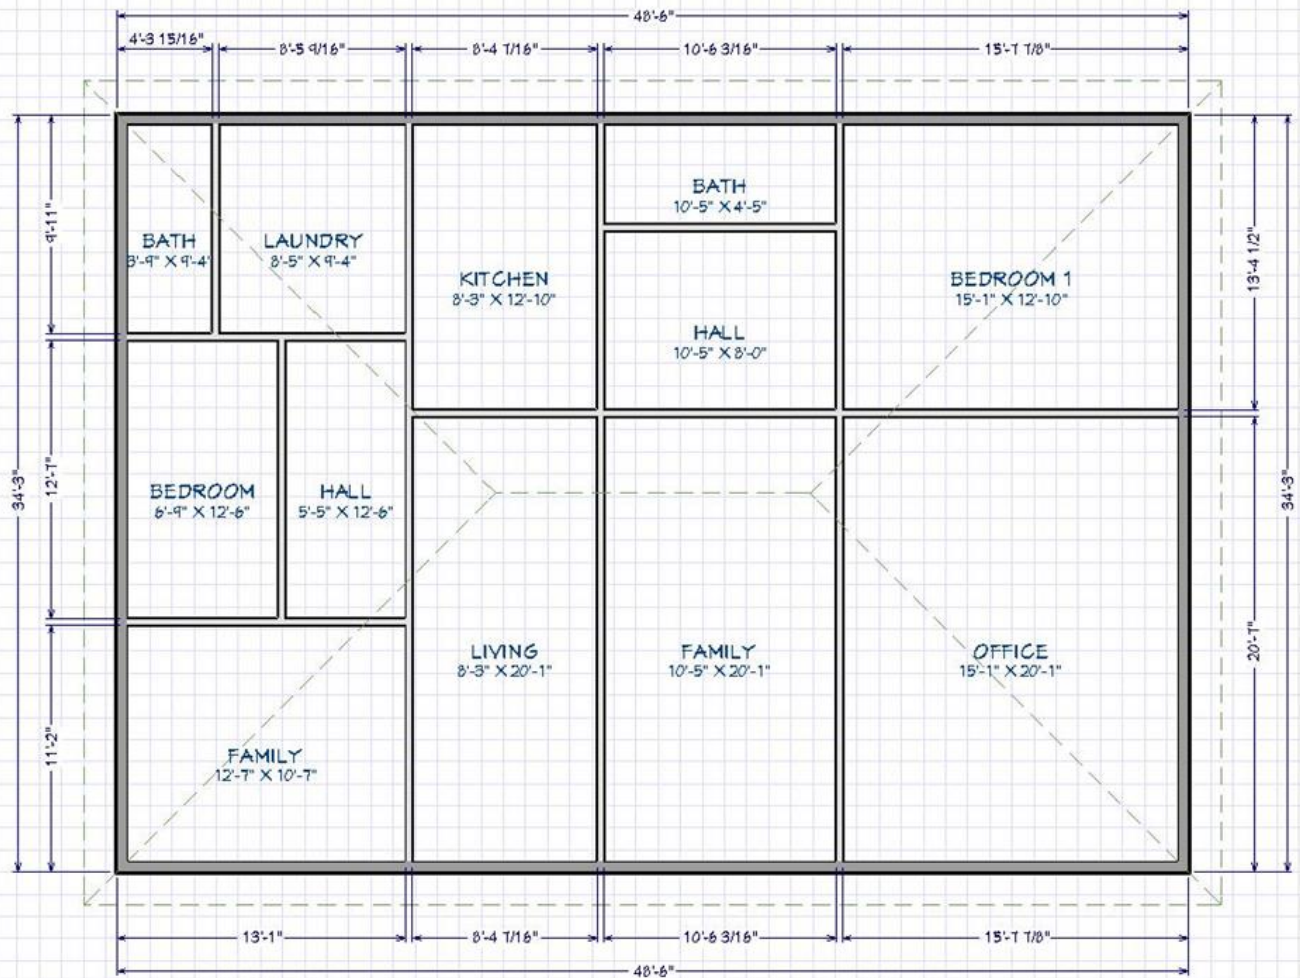 48'-6"
4'-3 15/16"
8'-5 9/16"
8'-4 7/16"
10'-6 3/16"
15'-7 7/8"
BATH
10'-5" X 4'-5"
9'-11"
BATH
3'-9" X 9'-4"
LAUNDRY
8'-5" X 9'-4"
KITCHEN
8'-3" X 12'-10"
HALL
10'-5" X 8'-0"
BEDROOM 1
15'-1" X 12'-10"
13'-4 1/2"
34'-3"
12'-7"
BEDROOM
6'-9" X 12'-6"
HALL
5'-5" X 12'-6"
34'-3"
LIVING
8'-3" X 20'-1"
FAMILY
10'-5" X 20'-1"
OFFICE
15'-1" X 20'-1"
20'-7"
11'-2"
FAMILY
12'-7" X 10'-7"
13'-1"
8'-4 7/16"
10'-6 3/16"
15'-7 7/8"
48'-6"